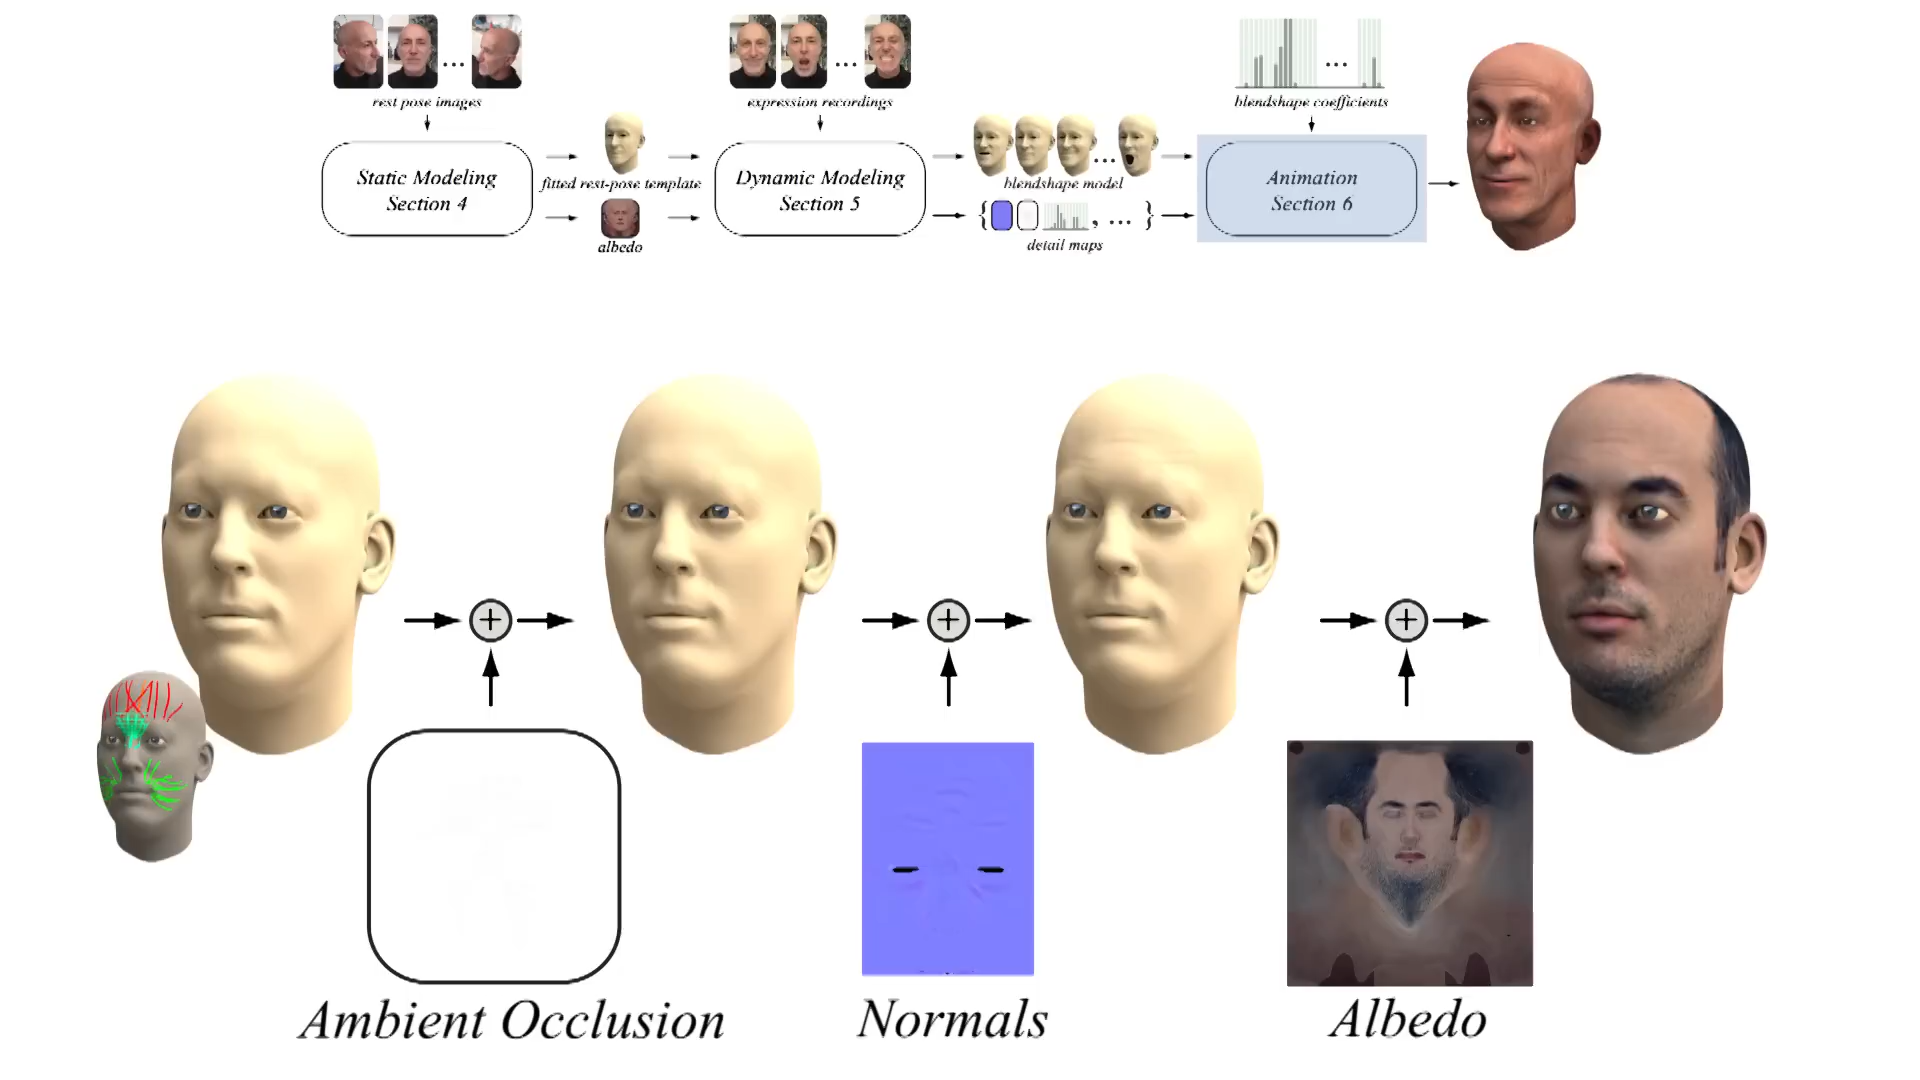 rest pose images
expression recordings
blendshape coefficients
Static Modeling
Section 4
fitted rest-pose template
albedo
Dynamic Modeling
Section 5
blendshape model
{ , ... }
detail maps
Animation
Section 6
Ambient Occlusion
Normals
Albedo